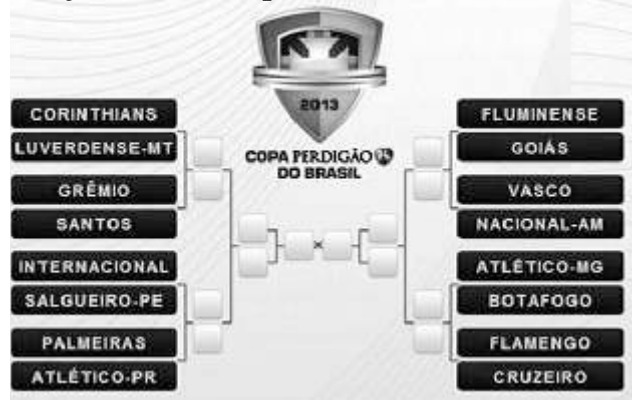 2013
COPA PERDIGÃO
DO BRASIL
CORINTHIANS
LUVERDENSE-MT
GRÊMIO
SANTOS
INTERNACIONAL
SALGUEIRO-PE
PALMEIRAS
ATLÉTICO-PR
×
FLUMINENSE
GOIÁS
VASCO
NACIONAL-AM
ATLÉTICO-MG
BOTAFOGO
FLAMENGO
CRUZEIRO